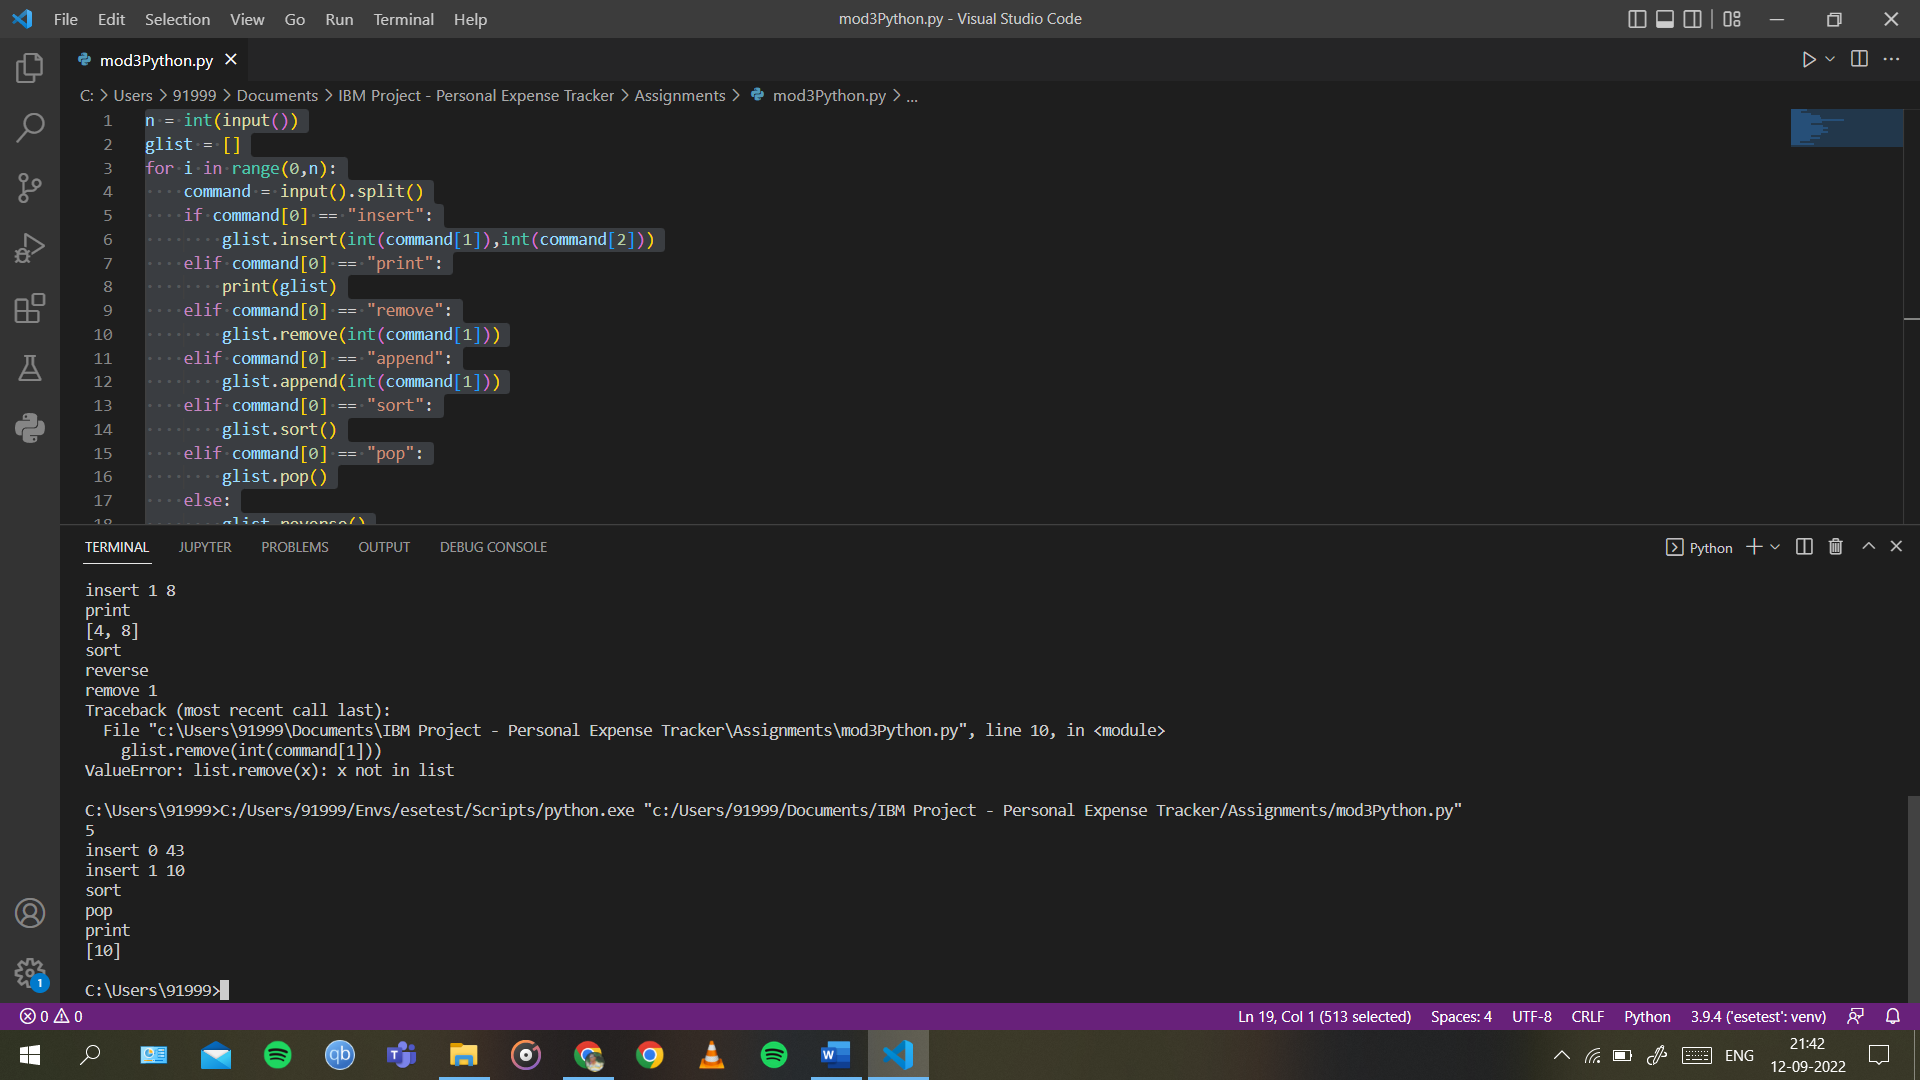 File Edit Selection View Go Run Terminal Help
mod3Python.py - Visual Studio Code
mod3Python.py
C: > Users > 91999 > Documents > IBM Project - Personal Expense Tracker > Assignments > mod3Python.py > ...
1 n = int(input())
2 glist = []
3 for i in range(0,n):
4     command = input().split()
5     if command[0] == "insert":
6         glist.insert(int(command[1]),int(command[2]))
7     elif command[0] == "print":
8         print(glist)
9     elif command[0] == "remove":
10         glist.remove(int(command[1]))
11     elif command[0] == "append":
12         glist.append(int(command[1]))
13     elif command[0] == "sort":
14         glist.sort()
15     elif command[0] == "pop":
16         glist.pop()
17     else:
18         glist.reverse()
TERMINAL JUPYTER PROBLEMS OUTPUT DEBUG CONSOLE
Python
insert 1 8
print
[4, 8]
sort
reverse
remove 1
Traceback (most recent call last):
  File "c:\Users\91999\Documents\IBM Project - Personal Expense Tracker\Assignments\mod3Python.py", line 10, in <module>
    glist.remove(int(command[1]))
ValueError: list.remove(x): x not in list
C:\Users\91999>C:/Users/91999/Envs/esetest/Scripts/python.exe "c:/Users/91999/Documents/IBM Project - Personal Expense Tracker/Assignments/mod3Python.py"
5
insert 0 43
insert 1 10
sort
pop
print
[10]
C:\Users\91999>
1
0 0 Ln 19, Col 1 (513 selected) Spaces: 4 UTF-8 CRLF Python 3.9.4 ('esetest': venv)
qb
ENG
21:42
12-09-2022